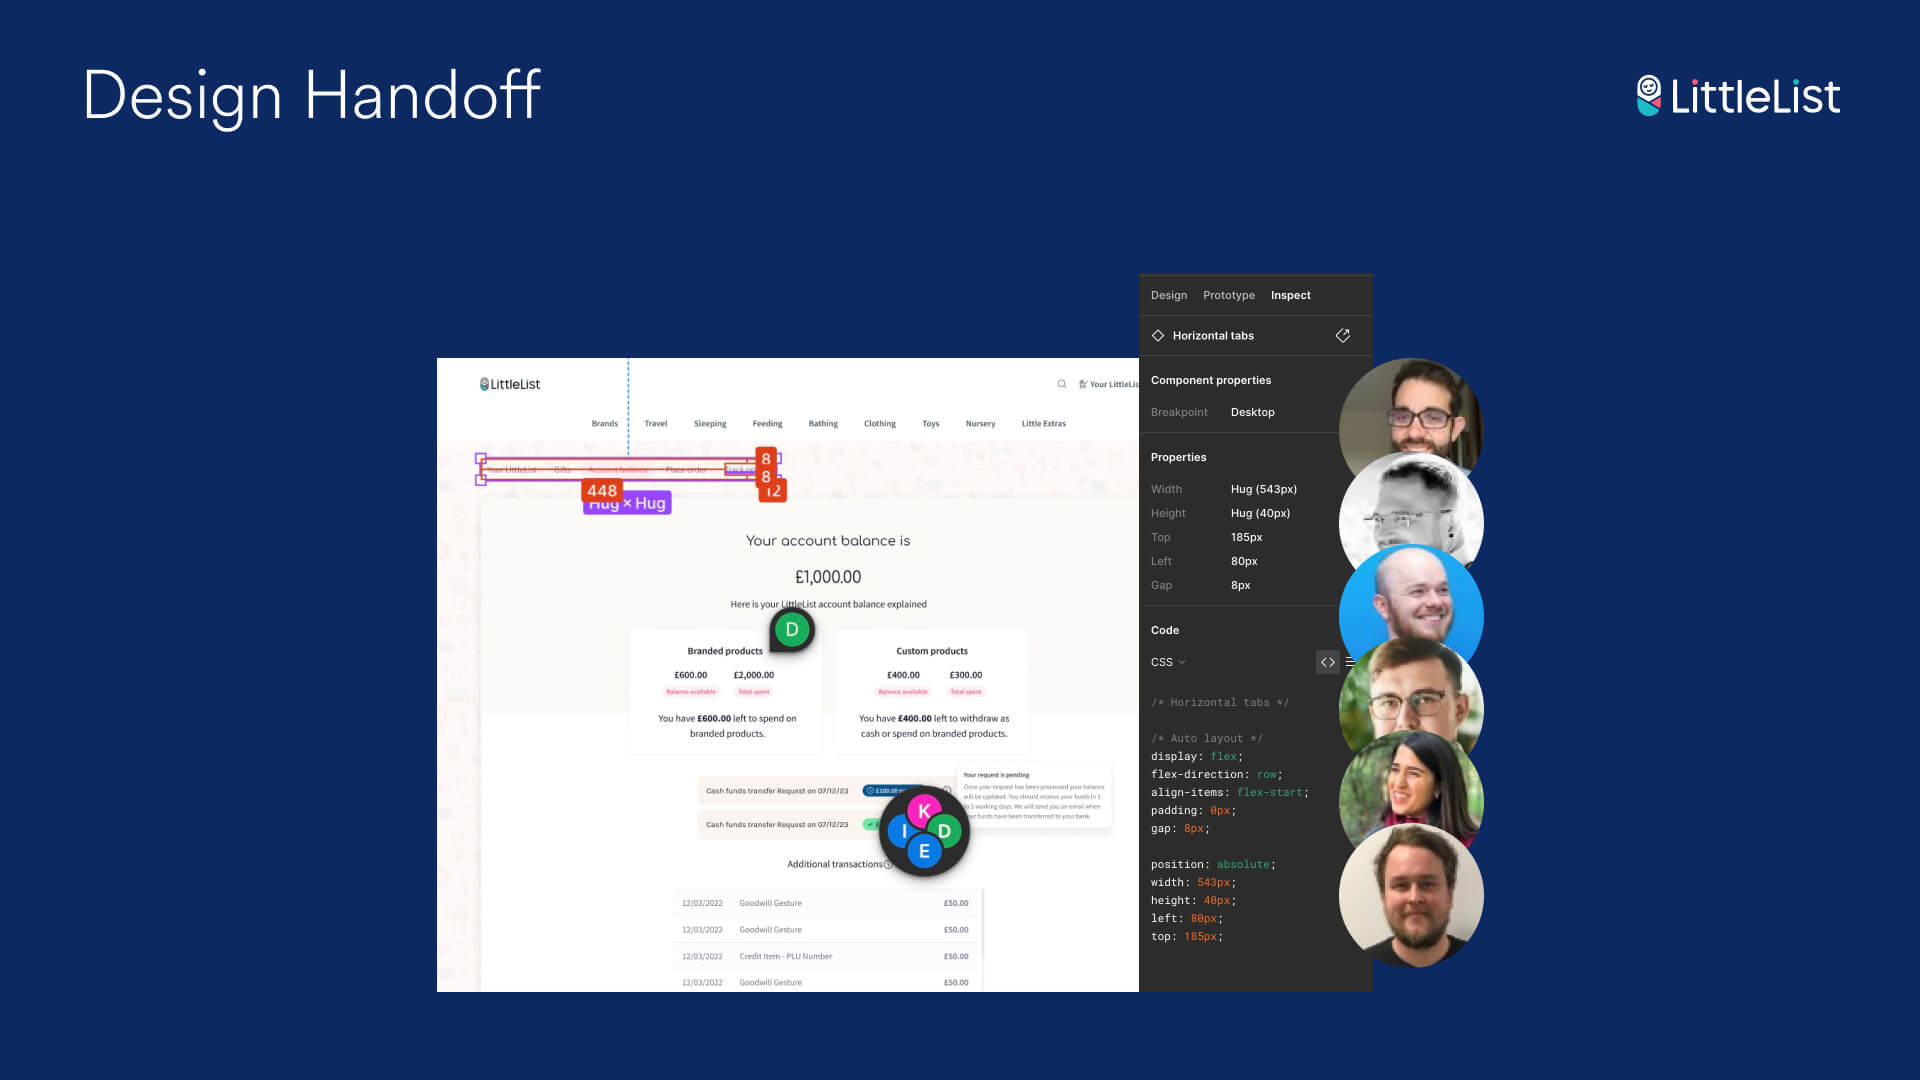 Design Handoff
LittleList
Design Prototype Inspect
Horizontal tabs
Component properties
Breakpoint Desktop
Properties
Width Hug (543px)
Height Hug (40px)
Top 185px
Left 80px
Gap 8px
Code
CSS
/* Horizontal tabs */
/* Auto layout */
display: flex;
flex-direction: row;
align-items: flex-start;
padding: 0px;
gap: 8px;
position: absolute;
width: 543px;
height: 40px;
left: 80px;
top: 185px;
LittleList
Your LittleLis
Brands Travel Sleeping Feeding Bathing Clothing Toys Nursery Little Extras
Your LittleList Gifts Account balance Place order
8
8
12
448
Hug × Hug
Your account balance is
£1,000.00
Here is your LittleList account balance explained
D
Branded products
£600.00 £2,000.00
Balance available Total spent
You have £600.00 left to spend on
branded products.
Custom products
£400.00 £300.00
Balance available Total spent
You have £400.00 left to withdraw as
cash or spend on branded products.
Cash funds transfer Request on 07/12/23
£100.00
Cash funds transfer Request on 07/12/23
Your request is pending
Once your request has been processed your balance
will be updated. You should receive your funds in 1
to 5 working days. We will send you an email when
your funds have been transferred to your bank.
K
I D
E
Additional transactions
12/03/2022 Goodwill Gesture £50.00
12/03/2022 Goodwill Gesture £50.00
12/03/2022 Credit Item - PLU Number £50.00
12/03/2022 Goodwill Gesture £50.00